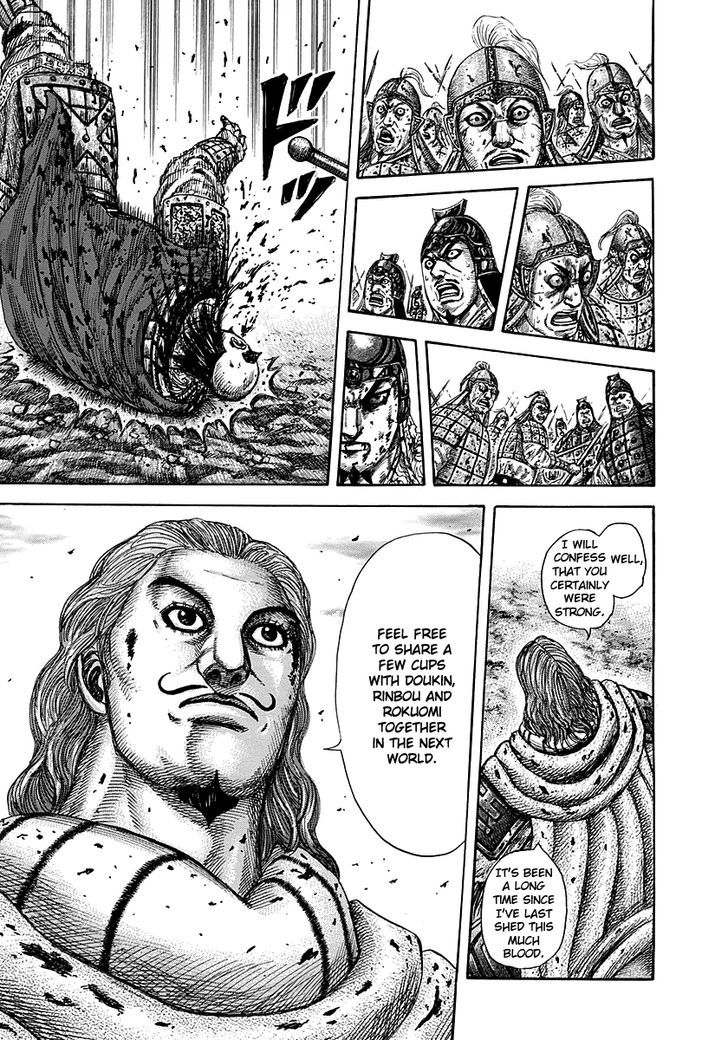 ドドッ
I WILL
CONFESS WELL,
THAT YOU
CERTAINLY
WERE
STRONG.
IT'S BEEN
A LONG
TIME SINCE
I'VE LAST
SHED THIS
MUCH
BLOOD.
FEEL FREE
TO SHARE A
FEW CUPS
WITH DOUKIN,
RINBOU AND
ROKUOMI
TOGETHER
IN THE NEXT
WORLD.